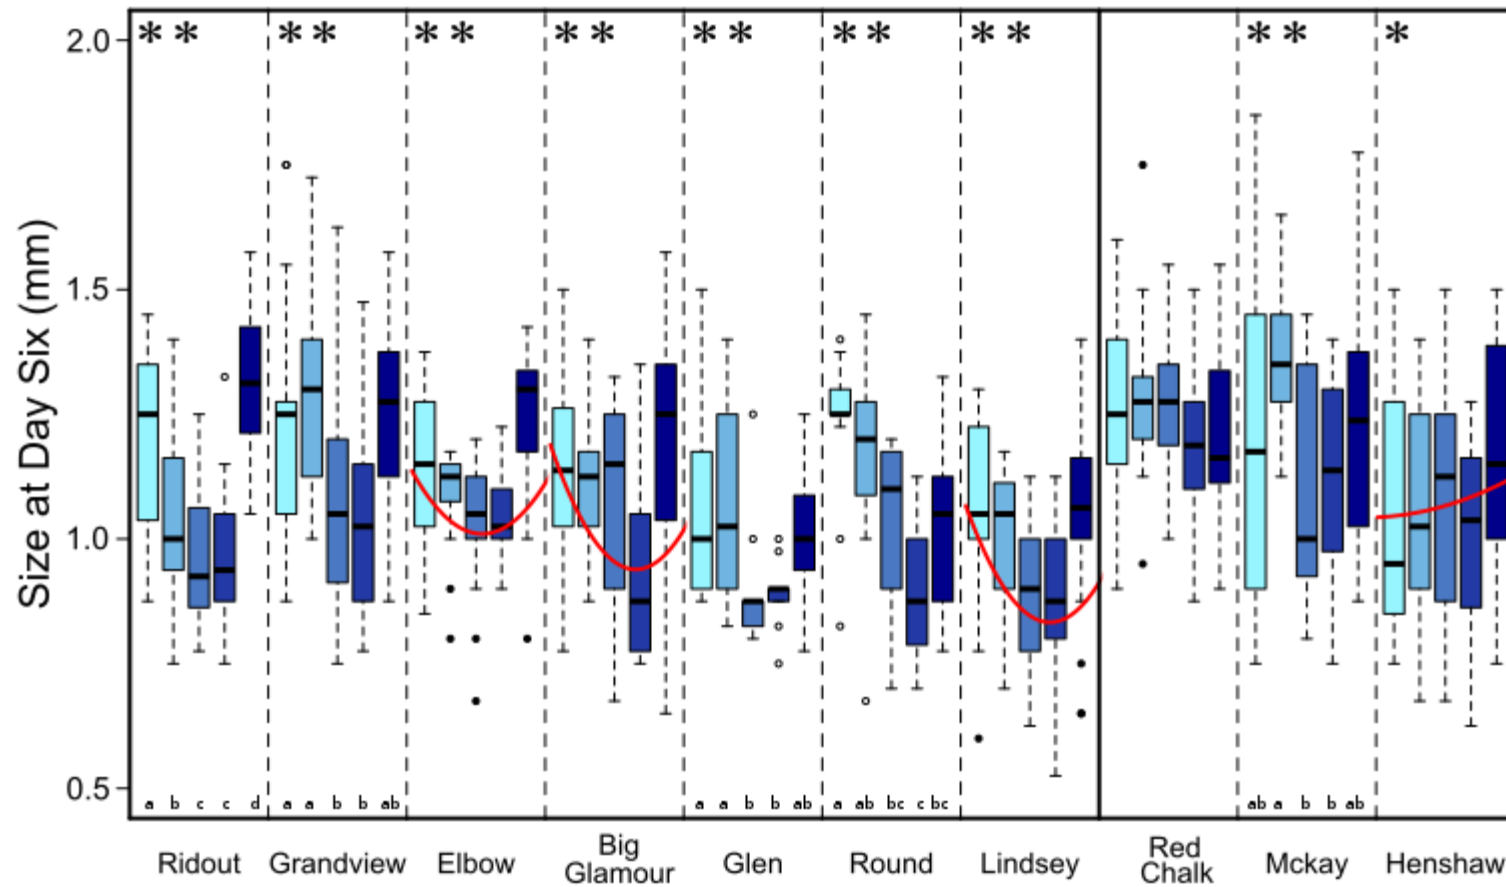 * * * * * * * * * * * * * * * * *
2.0
1.5
1.0
0.5
Size at Day Six (mm)
a b c c d a a b b ab a a b b ab a ab bc c bc ab a b b ab
Ridout Grandview Elbow Big Glamour Glen Round Lindsey Red Chalk Mckay Henshaw